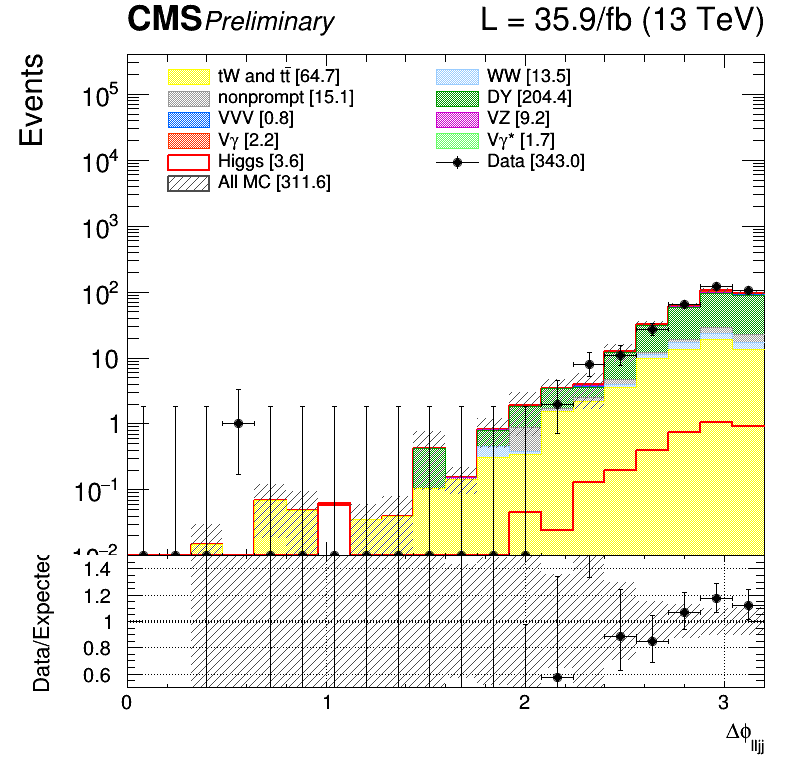 CMS Preliminary L = 35.9/fb (13 TeV)
Events
tW and tt̄ [64.7] WW [13.5]
nonprompt [15.1] DY [204.4]
VVV [0.8] VZ [9.2]
Vγ [2.2] Vγ* [1.7]
Higgs [3.6] Data [343.0]
All MC [311.6]
10⁵
10⁴
10³
10²
10
1
10⁻¹
10⁻²
Data/Expected
1.4
1.2
1
0.8
0.6
0 1 2 3
Δϕ_lljj